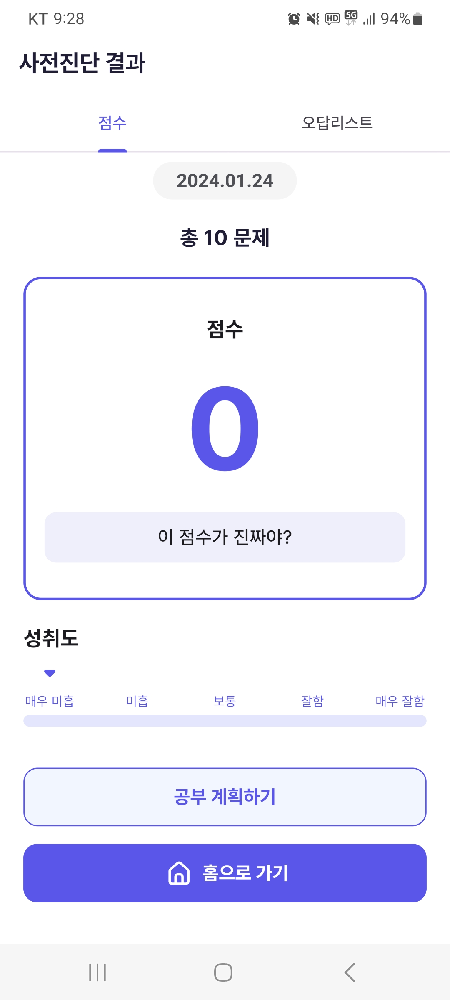 KT 9:28 HD 5G 94%
사전진단 결과
점수 오답리스트
2024.01.24
총 10 문제
점수
0
이 점수가 진짜야?
성취도
매우 미흡 미흡 보통 잘함 매우 잘함
공부 계획하기
홈으로 가기